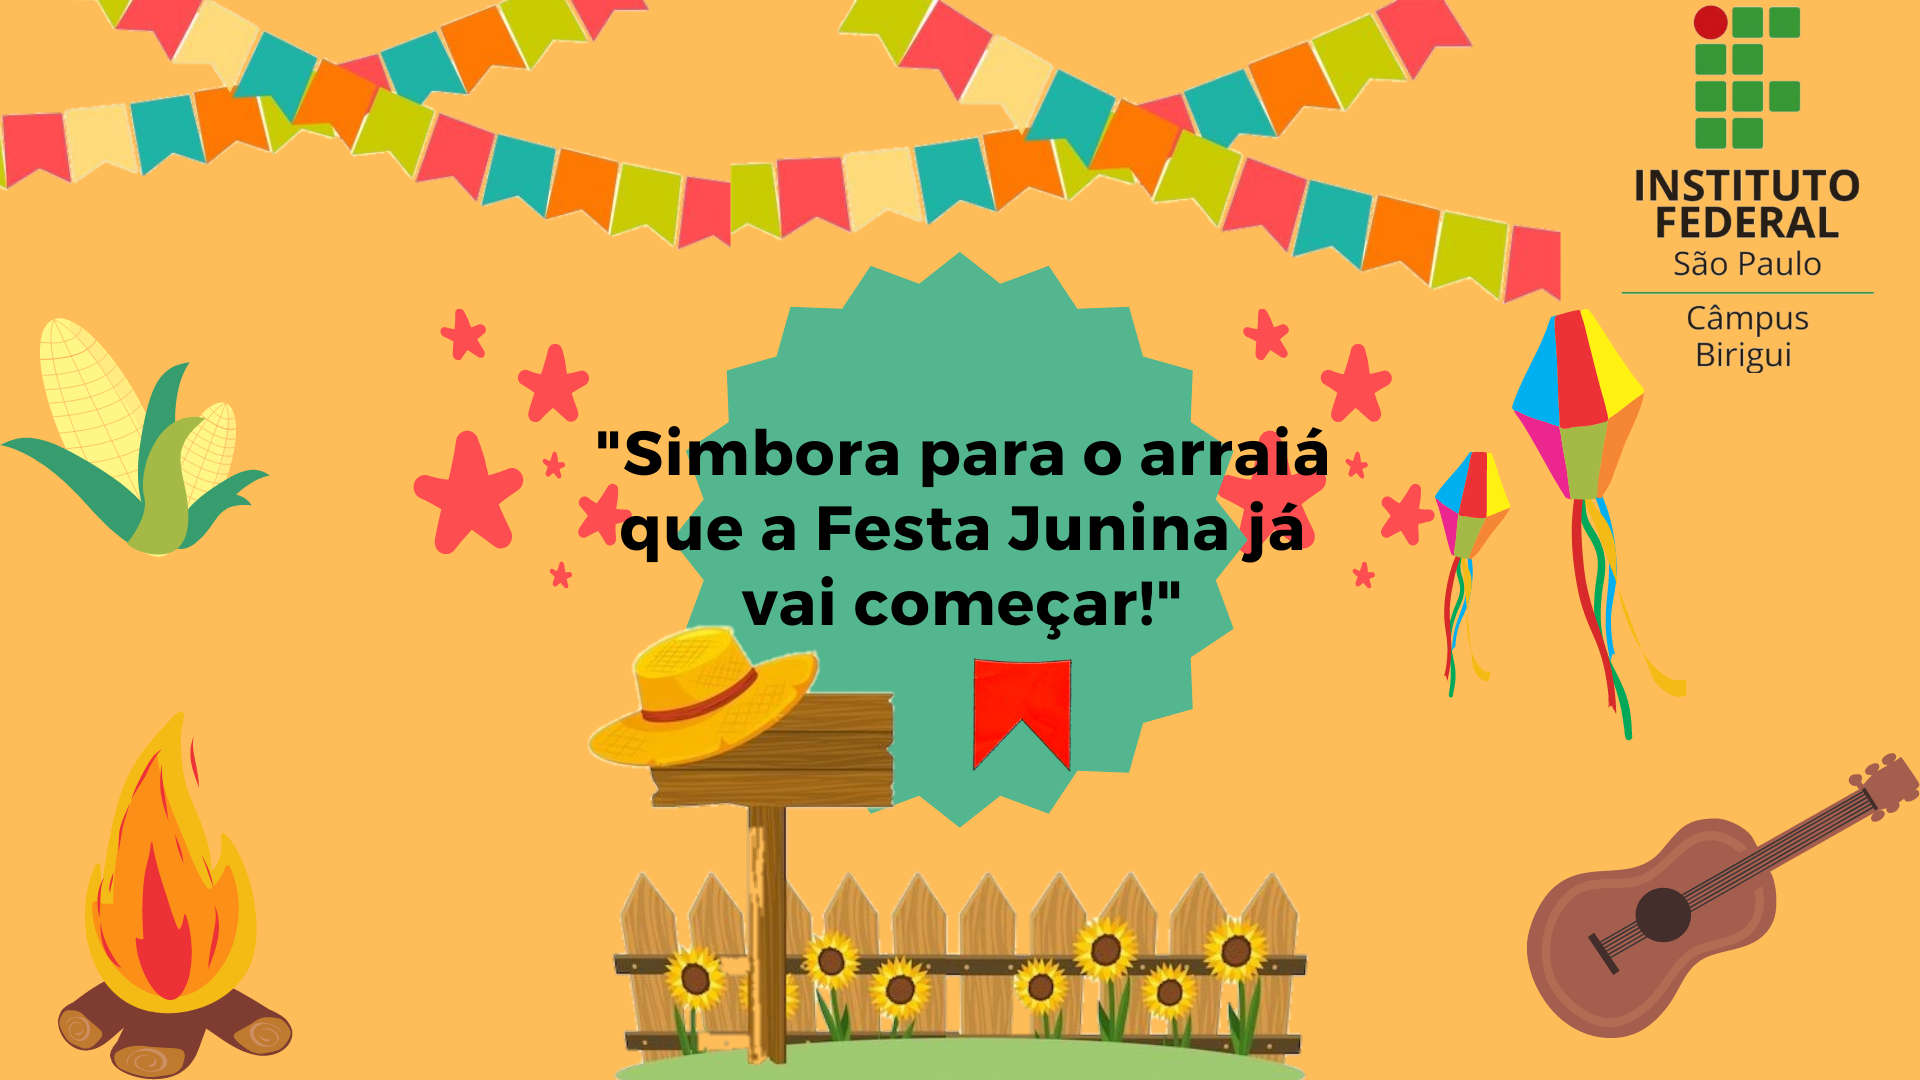 INSTITUTO
FEDERAL
São Paulo
Câmpus
Birigui
"Simbora para o arraiá
que a Festa Junina já
vai começar!"